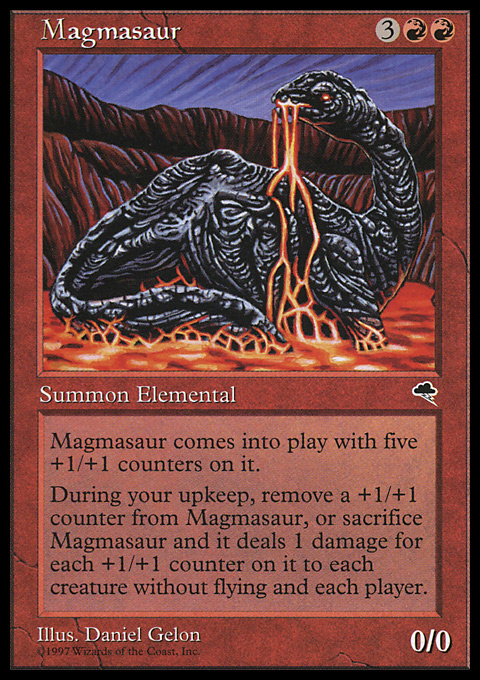 Magmasaur 3
Summon Elemental
Magmasaur comes into play with five
+1/+1 counters on it.
During your upkeep, remove a +1/+1
counter from Magmasaur, or sacrifice
Magmasaur and it deals 1 damage for
each +1/+1 counter on it to each
creature without flying and each player.
Illus. Daniel Gelon
©1997 Wizards of the Coast, Inc.
0/0